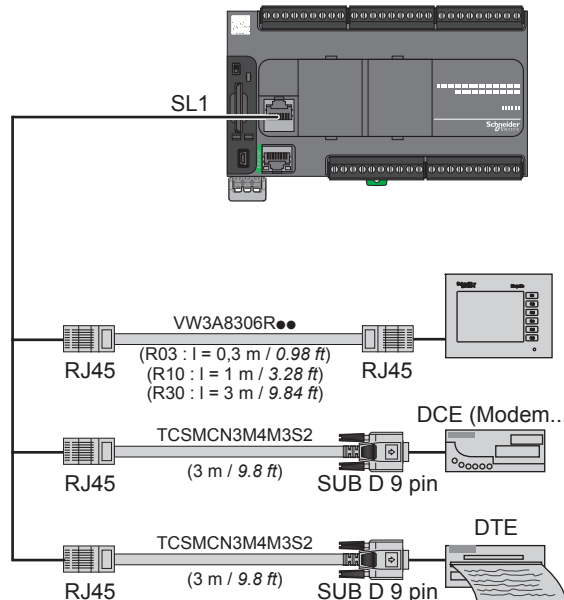 Schneider
Electric
SL1
VW3A8306R●●
(R03 : l = 0,3 m / 0.98 ft)
(R10 : l = 1 m / 3.28 ft)
(R30 : l = 3 m / 9.84 ft)
RJ45
RJ45
DCE (Modem...
TCSMCN3M4M3S2
(3 m / 9.8 ft)
RJ45
SUB D 9 pin
DTE
TCSMCN3M4M3S2
(3 m / 9.8 ft)
RJ45
SUB D 9 pin